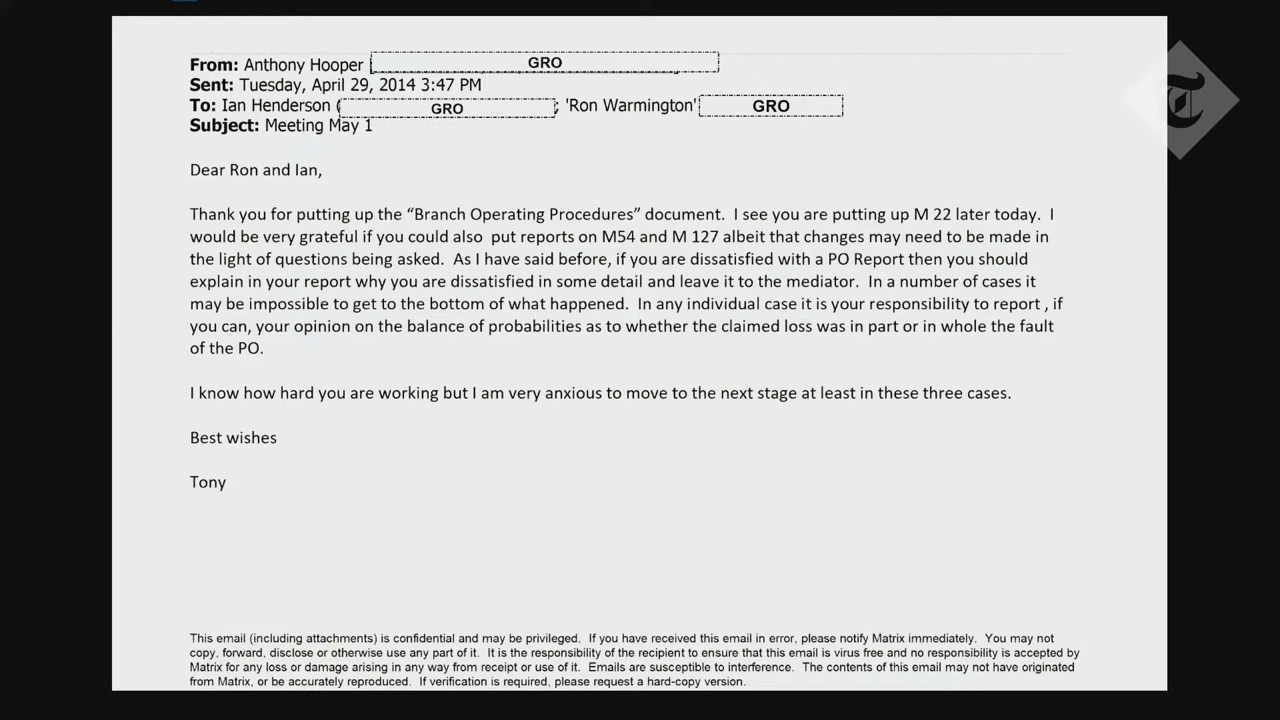 From: Anthony Hooper [ GRO
Sent: Tuesday, April 29, 2014 3:47 PM
To: Ian Henderson ( GRO ; 'Ron Warmington' GRO
Subject: Meeting May 1
Dear Ron and Ian,
Thank you for putting up the “Branch Operating Procedures” document.  I see you are putting up M 22 later today.  I
would be very grateful if you could also  put reports on M54 and M 127 albeit that changes may need to be made in
the light of questions being asked.  As I have said before, if you are dissatisfied with a PO Report then you should
explain in your report why you are dissatisfied in some detail and leave it to the mediator.  In a number of cases it
may be impossible to get to the bottom of what happened.  In any individual case it is your responsibility to report , if
you can, your opinion on the balance of probabilities as to whether the claimed loss was in part or in whole the fault
of the PO.
I know how hard you are working but I am very anxious to move to the next stage at least in these three cases.
Best wishes
Tony
This email (including attachments) is confidential and may be privileged.  If you have received this email in error, please notify Matrix immediately.  You may not
copy, forward, disclose or otherwise use any part of it.  It is the responsibility of the recipient to ensure that this email is virus free and no responsibility is accepted by
Matrix for any loss or damage arising in any way from receipt or use of it.  Emails are susceptible to interference.  The contents of this email may not have originated
from Matrix, or be accurately reproduced.  If verification is required, please request a hard-copy version.
T